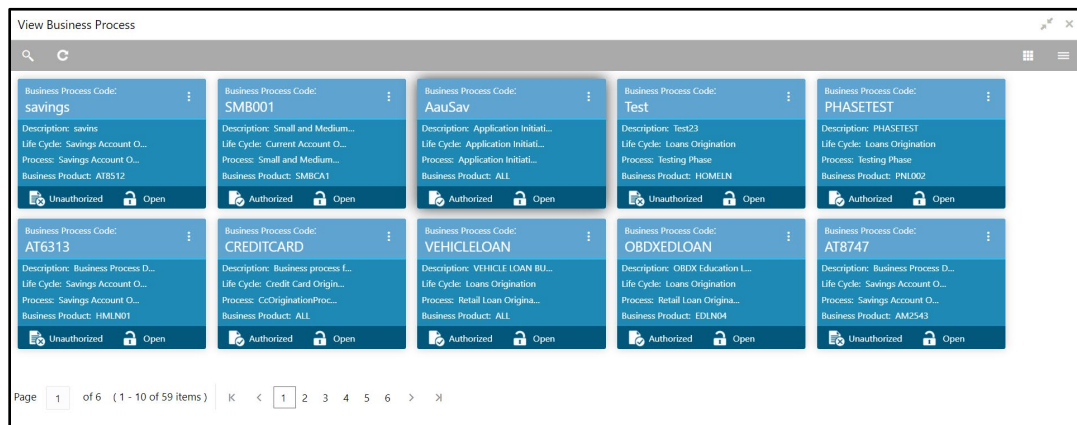 View Business Process
Business Process Code:
savings
Description: savins
Life Cycle: Savings Account O...
Process: Savings Account O...
Business Product: AT8512
Unauthorized Open
Business Process Code:
SMB001
Description: Small and Medium...
Life Cycle: Current Account O...
Process: Small and Medium...
Business Product: SMBCA1
Authorized Open
Business Process Code:
AauSav
Description: Application Initiati...
Life Cycle: Application Initiati...
Process: Application Initiati...
Business Product: ALL
Authorized Open
Business Process Code:
Test
Description: Test23
Life Cycle: Loans Origination
Process: Testing Phase
Business Product: HOMELN
Unauthorized Open
Business Process Code:
PHASETEST
Description: PHASETEST
Life Cycle: Loans Origination
Process: Testing Phase
Business Product: PNL002
Authorized Open
Business Process Code:
AT6313
Description: Business Process D...
Life Cycle: Savings Account O...
Process: Savings Account O...
Business Product: HMLN01
Unauthorized Open
Business Process Code:
CREDITCARD
Description: Business process f...
Life Cycle: Credit Card Origin...
Process: CcOriginationProc...
Business Product: ALL
Authorized Open
Business Process Code:
VEHICLELOAN
Description: VEHICLE LOAN BU...
Life Cycle: Loans Origination
Process: Retail Loan Origina...
Business Product: ALL
Authorized Open
Business Process Code:
OBDXEDLOAN
Description: OBDX Education L...
Life Cycle: Loans Origination
Process: Retail Loan Origina...
Business Product: EDLN04
Authorized Open
Business Process Code:
AT8747
Description: Business Process D...
Life Cycle: Savings Account O...
Process: Savings Account O...
Business Product: AM2543
Unauthorized Open
Page 1 of 6 ( 1 - 10 of 59 items ) 1 2 3 4 5 6